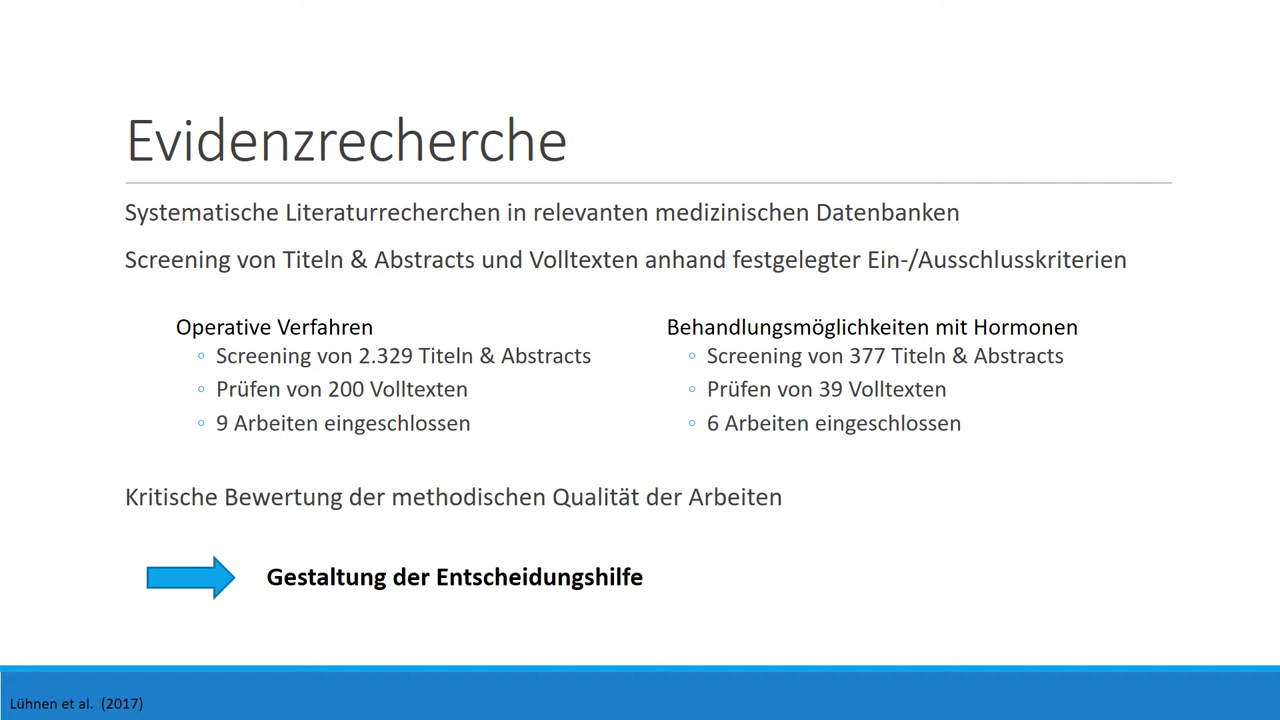 Evidenzrecherche
Systematische Literaturrecherchen in relevanten medizinischen Datenbanken
Screening von Titeln & Abstracts und Volltexten anhand festgelegter Ein-/Ausschlusskriterien
Operative Verfahren
◦ Screening von 2.329 Titeln & Abstracts
◦ Prüfen von 200 Volltexten
◦ 9 Arbeiten eingeschlossen
Behandlungsmöglichkeiten mit Hormonen
◦ Screening von 377 Titeln & Abstracts
◦ Prüfen von 39 Volltexten
◦ 6 Arbeiten eingeschlossen
Kritische Bewertung der methodischen Qualität der Arbeiten
Gestaltung der Entscheidungshilfe
Lühnen et al. (2017)